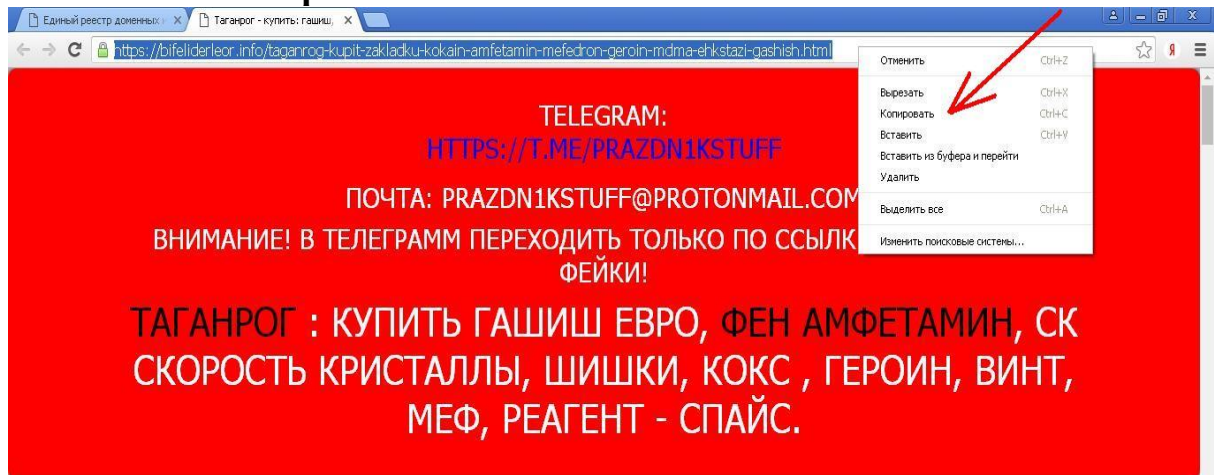 Единый реестр доменных
Таганрог - купить: гашиш,
https://bifeliderleor.info/taganrog-kupit-zakladku-kokain-amfetamin-mefedron-geroin-mdma-ehkstazi-gashish.html
Отменить Ctrl+Z
Вырезать Ctrl+X
Копировать Ctrl+C
Вставить Ctrl+V
Вставить из буфера и перейти
Удалить
Выделить все Ctrl+A
Изменить поисковые системы...
TELEGRAM:
HTTPS://T.ME/PRAZDN1KSTUFF
ПОЧТА: PRAZDN1KSTUFF@PROTONMAIL.COM
ВНИМАНИЕ! В ТЕЛЕГРАММ ПЕРЕХОДИТЬ ТОЛЬКО ПО
ФЕЙКИ!
ТАГАНРОГ : КУПИТЬ ГАШИШ ЕВРО, ФЕН АМФЕТАМИН, СК
СКОРОСТЬ КРИСТАЛЛЫ, ШИШКИ, КОКС , ГЕРОИН, ВИНТ,
МЕФ, РЕАГЕНТ - СПАЙС.